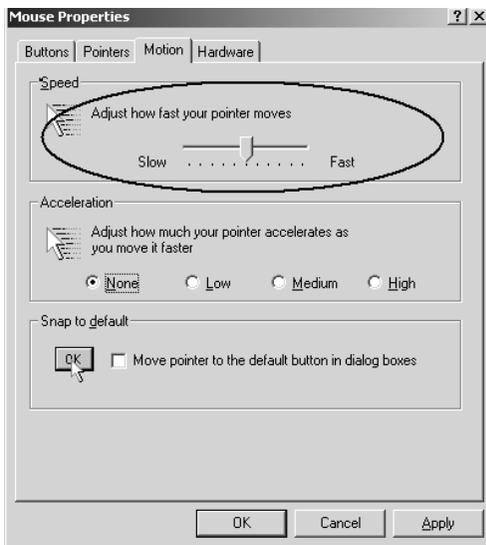 Mouse Properties
Buttons Pointers Motion Hardware
Speed
Adjust how fast your pointer moves
Slow Fast
Acceleration
Adjust how much your pointer accelerates as
you move it faster
None Low Medium High
Snap to default
OK Move pointer to the default button in dialog boxes
OK Cancel Apply